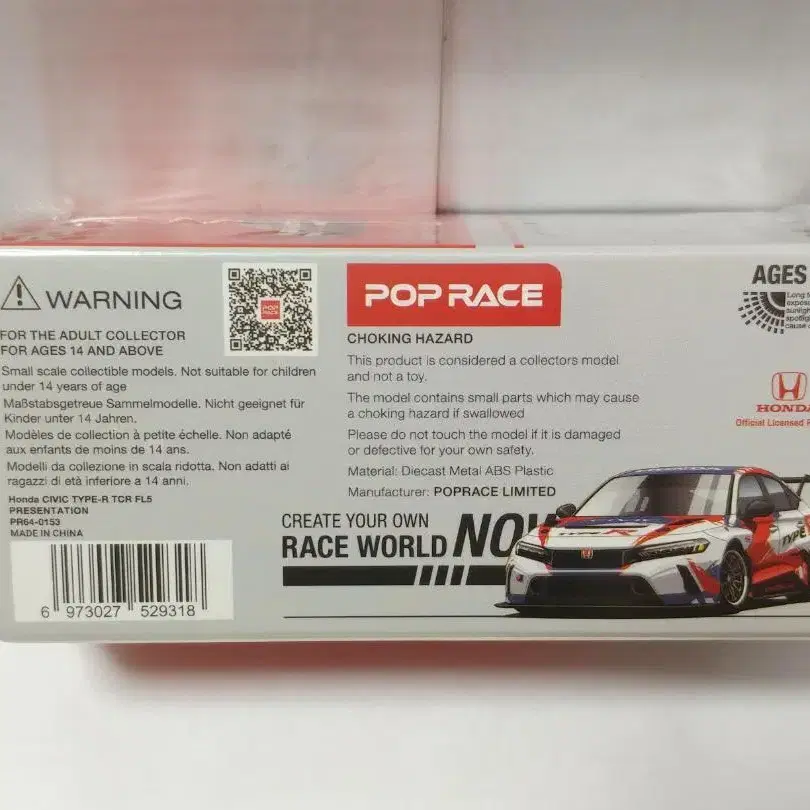 WARNING
FOR THE ADULT COLLECTOR
FOR AGES 14 AND ABOVE
Small scale collectible models. Not suitable for children
under 14 years of age
Maßstabsgetreue Sammelmodelle. Nicht geeignet für
Kinder unter 14 Jahren.
Modèles de collection à petite échelle. Non adapté
aux enfants de moins de 14 ans.
Modelli da collezione in scala ridotta. Non adatti ai
ragazzi di età inferiore a 14 anni.
Honda CIVIC TYPE-R TCR FL5
PRESENTATION
PR64-0153
MADE IN CHINA
6 973027 529318
POP RACE
POP RACE
CHOKING HAZARD
This product is considered a collectors model
and not a toy.
The model contains small parts which may cause
a choking hazard if swallowed
Please do not touch the model if it is damaged
or defective for your own safety.
Material: Diecast Metal ABS Plastic
Manufacturer: POPRACE LIMITED
CREATE YOUR OWN
RACE WORLD NOW
AGES
Long
cause
HONDA
Official Licensed
TYPE R
TYPE